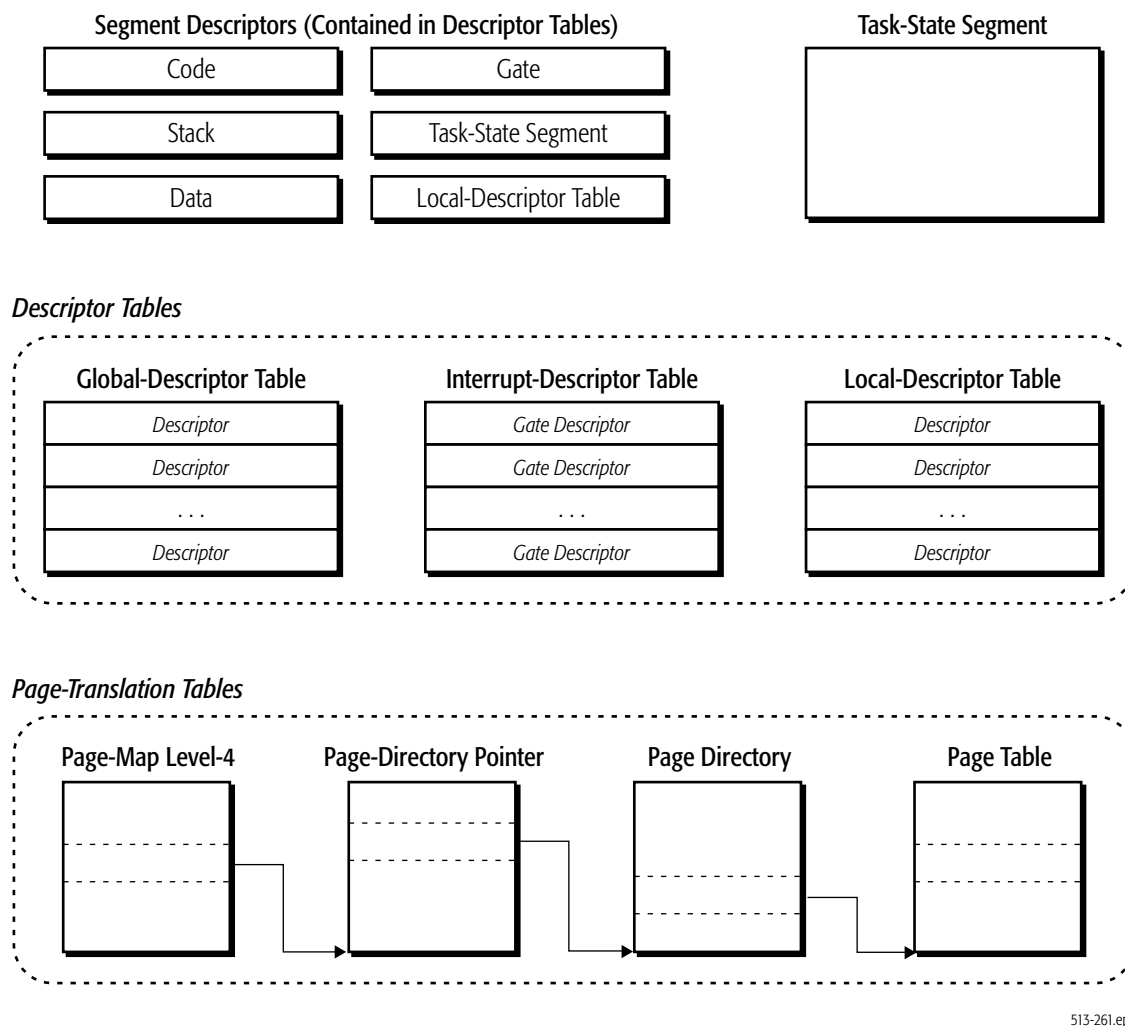 Segment Descriptors (Contained in Descriptor Tables)
Task-State Segment
Code
Gate
Stack
Task-State Segment
Data
Local-Descriptor Table
Descriptor Tables
Global-Descriptor Table
Interrupt-Descriptor Table
Local-Descriptor Table
Descriptor
Gate Descriptor
Descriptor
Descriptor
Gate Descriptor
Descriptor
. . .
. . .
. . .
Descriptor
Gate Descriptor
Descriptor
Page-Translation Tables
Page-Map Level-4
Page-Directory Pointer
Page Directory
Page Table